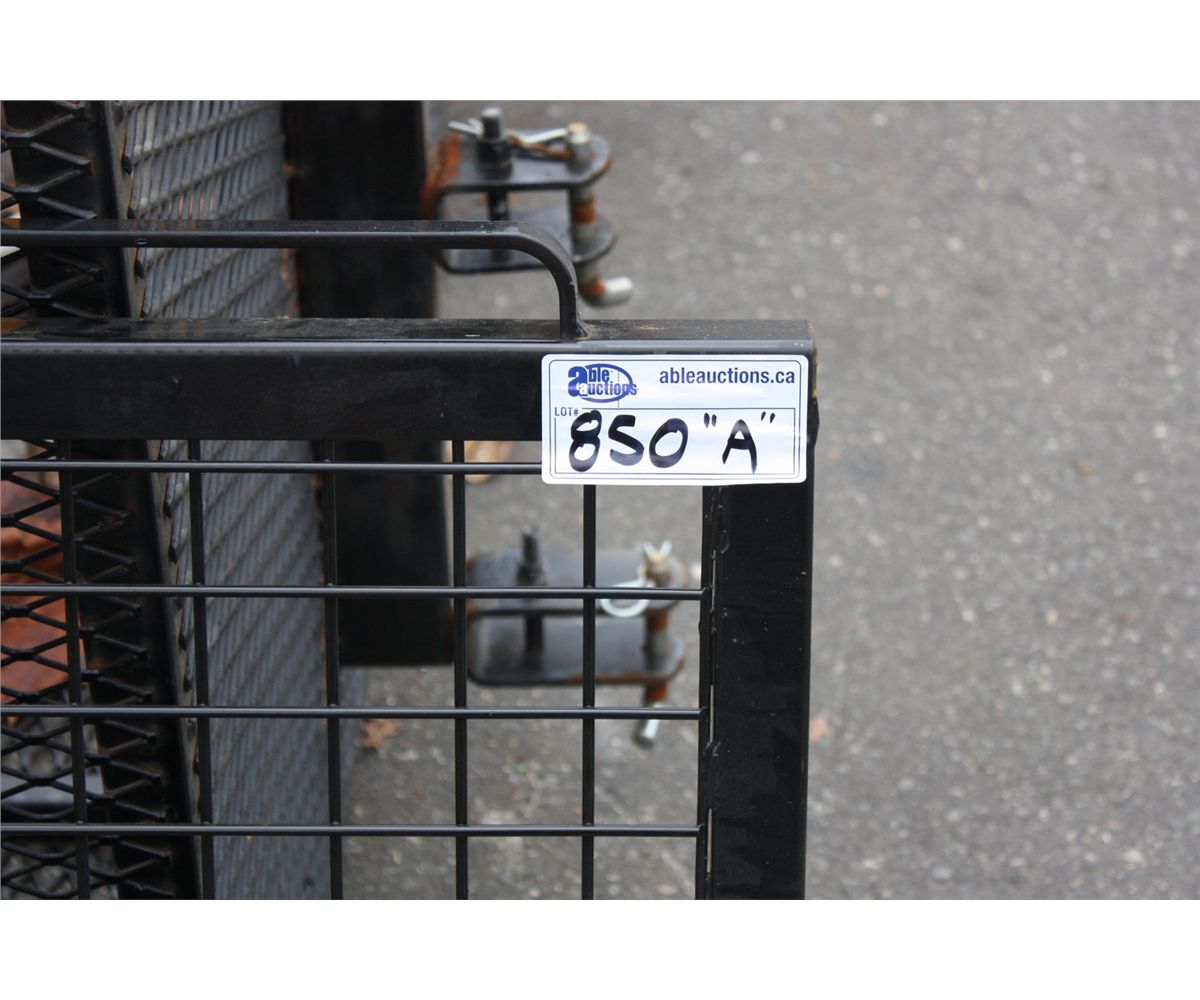 able auctions
ableauctions.ca
LOT# 850 "A"